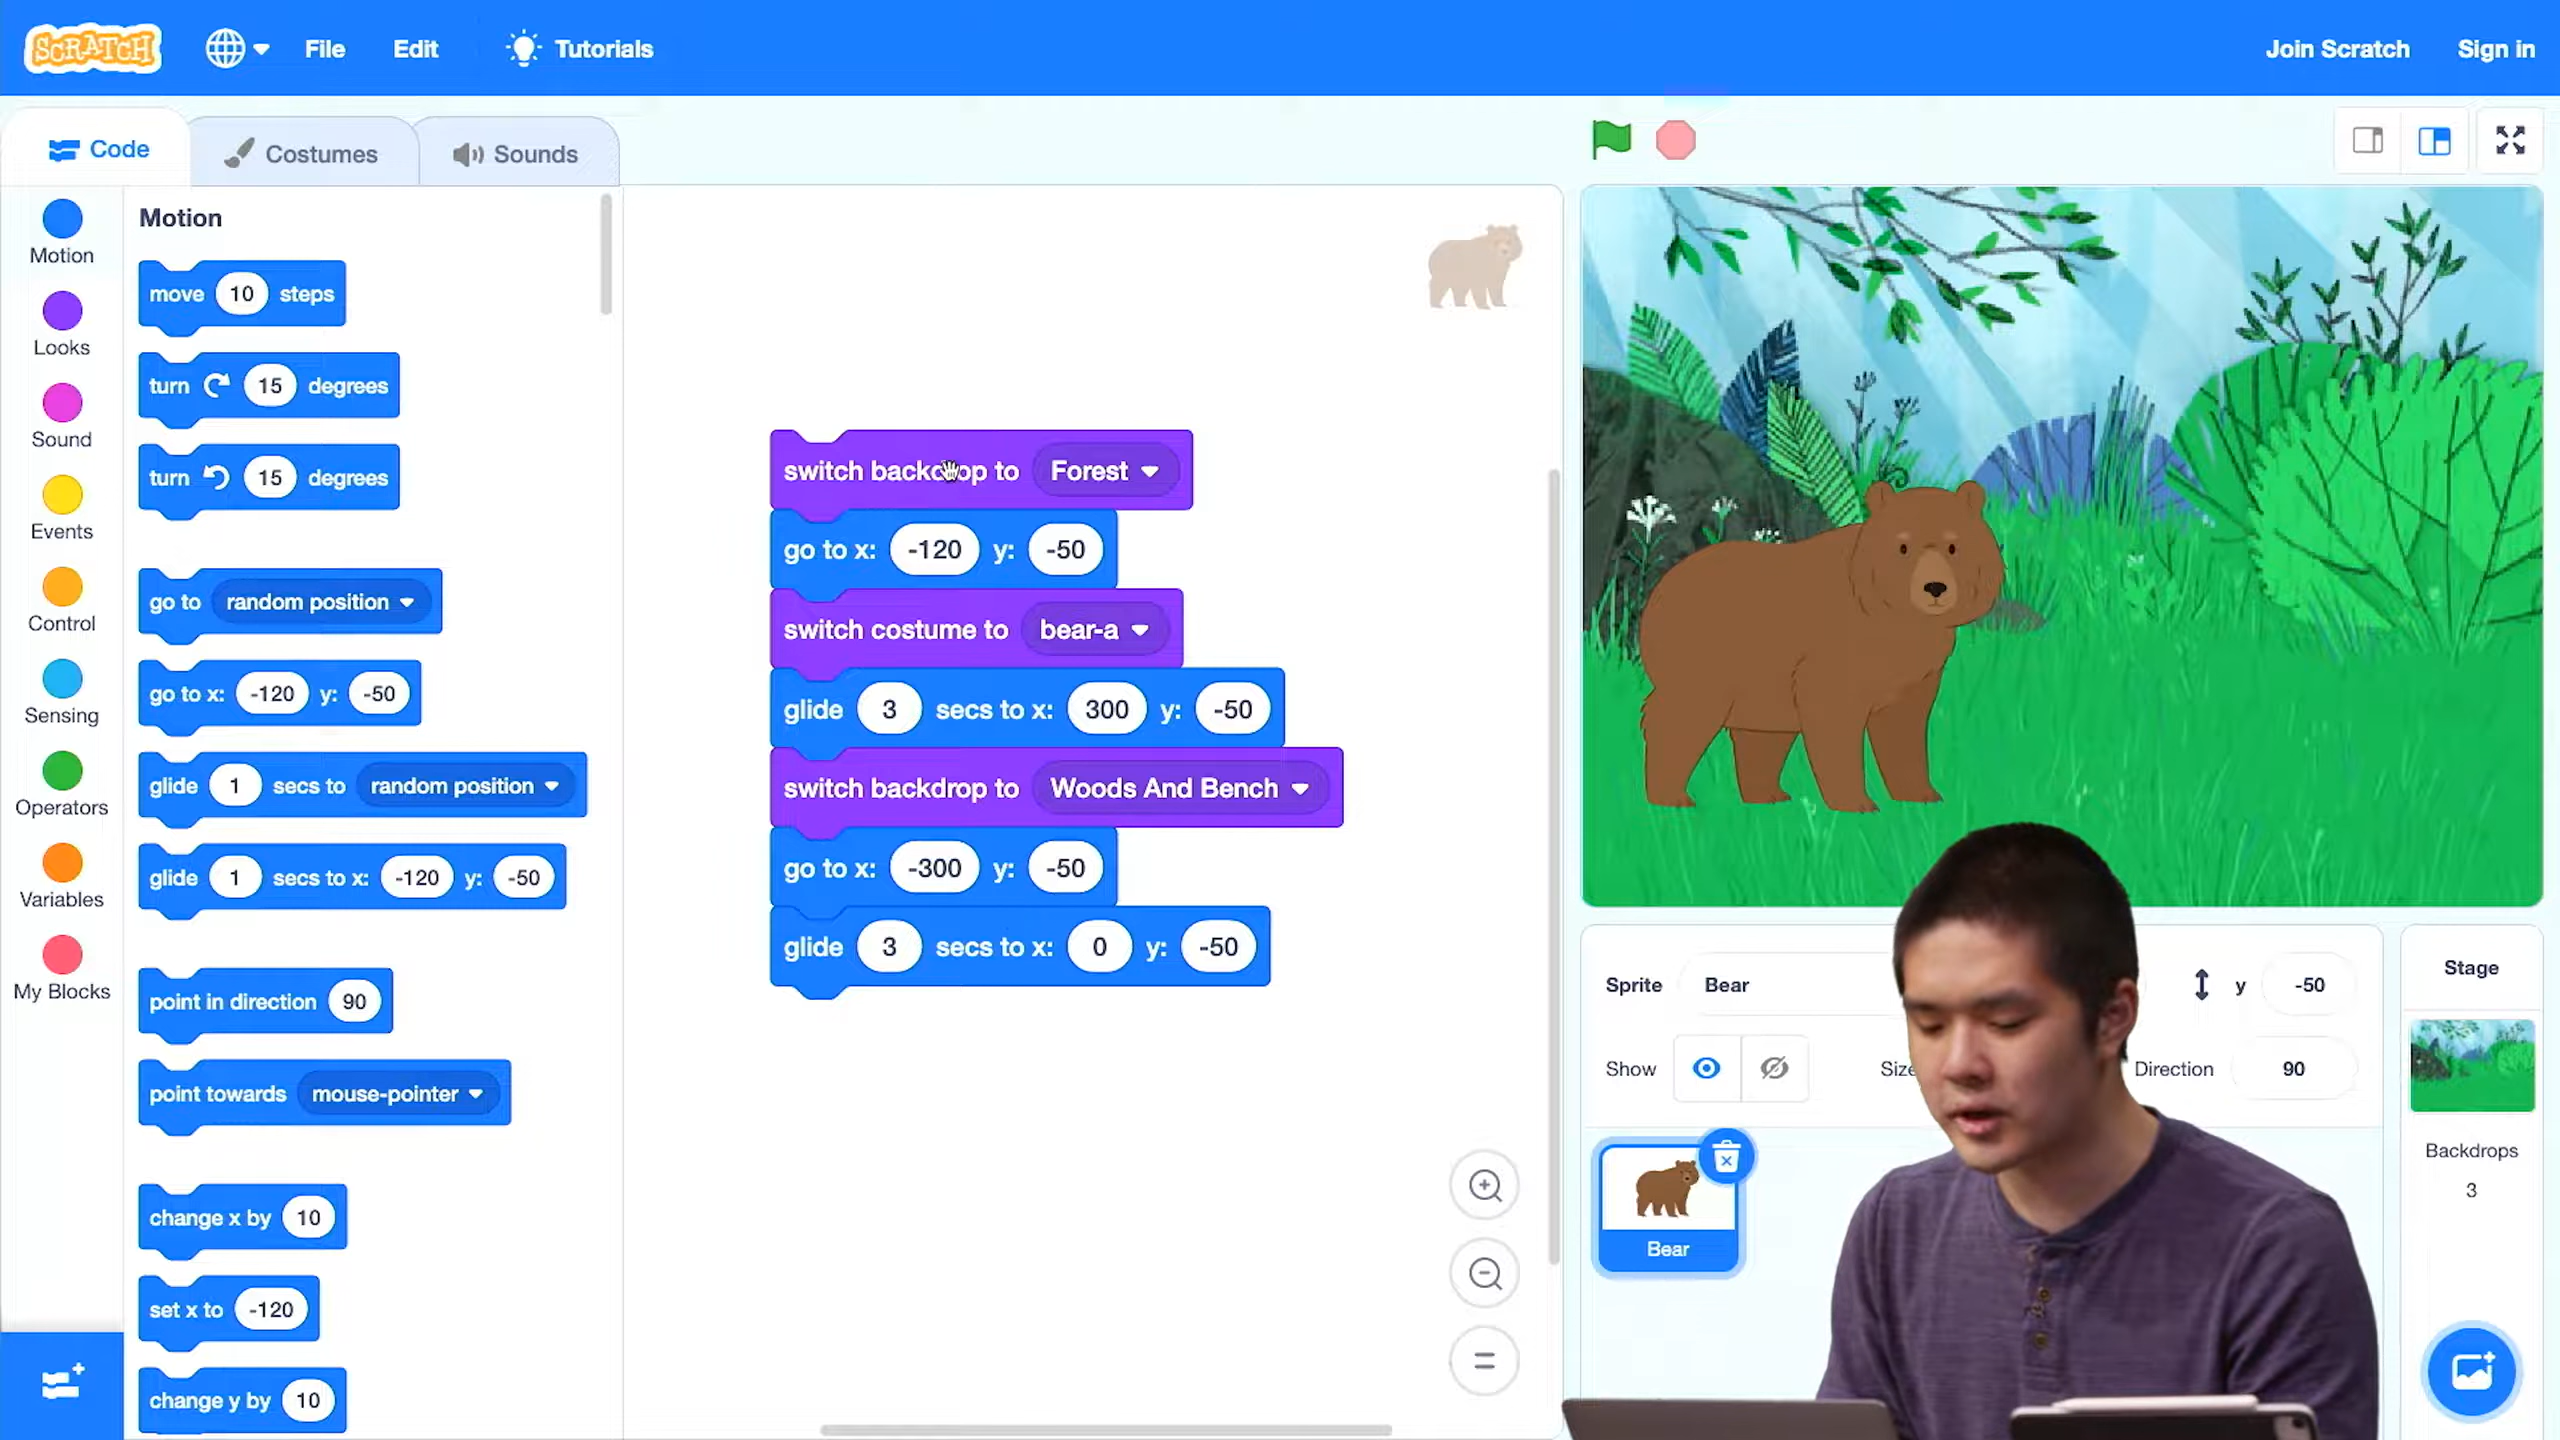 SCRATCH File Edit Tutorials Join Scratch Sign in
Code Costumes Sounds
Motion
Looks
Sound
Events
Control
Sensing
Operators
Variables
My Blocks
Motion
move 10 steps
turn 15 degrees
turn 15 degrees
go to random position
go to x: -120 y: -50
glide 1 secs to random position
glide 1 secs to x: -120 y: -50
point in direction 90
point towards mouse-pointer
change x by 10
set x to -120
change y by 10
switch backdrop to Forest
go to x: -120 y: -50
switch costume to bear-a
glide 3 secs to x: 300 y: -50
switch backdrop to Woods And Bench
go to x: -300 y: -50
glide 3 secs to x: 0 y: -50
Sprite Bear y -50
Show Direction 90
Bear
Stage
Backdrops
3